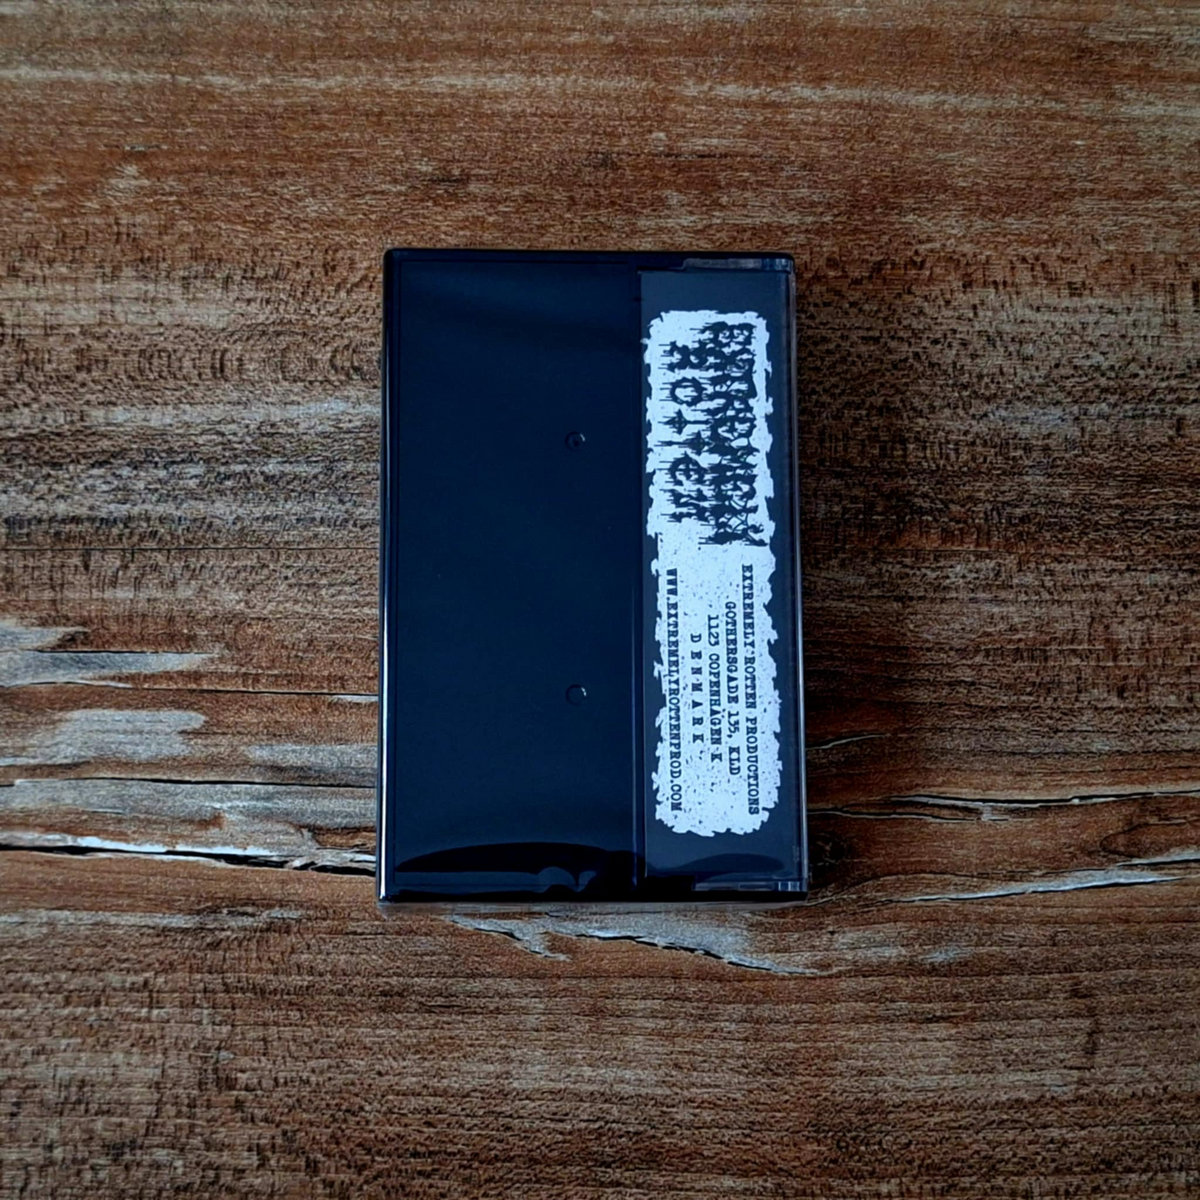 EXTREMELY
ROTTEN
EXTREMELY ROTTEN PRODUCTIONS
GOTHERSGADE 135, KLD
1123 COPENHAGEN K
DENMARK
WWW.EXTREMELYROTTENPROD.COM